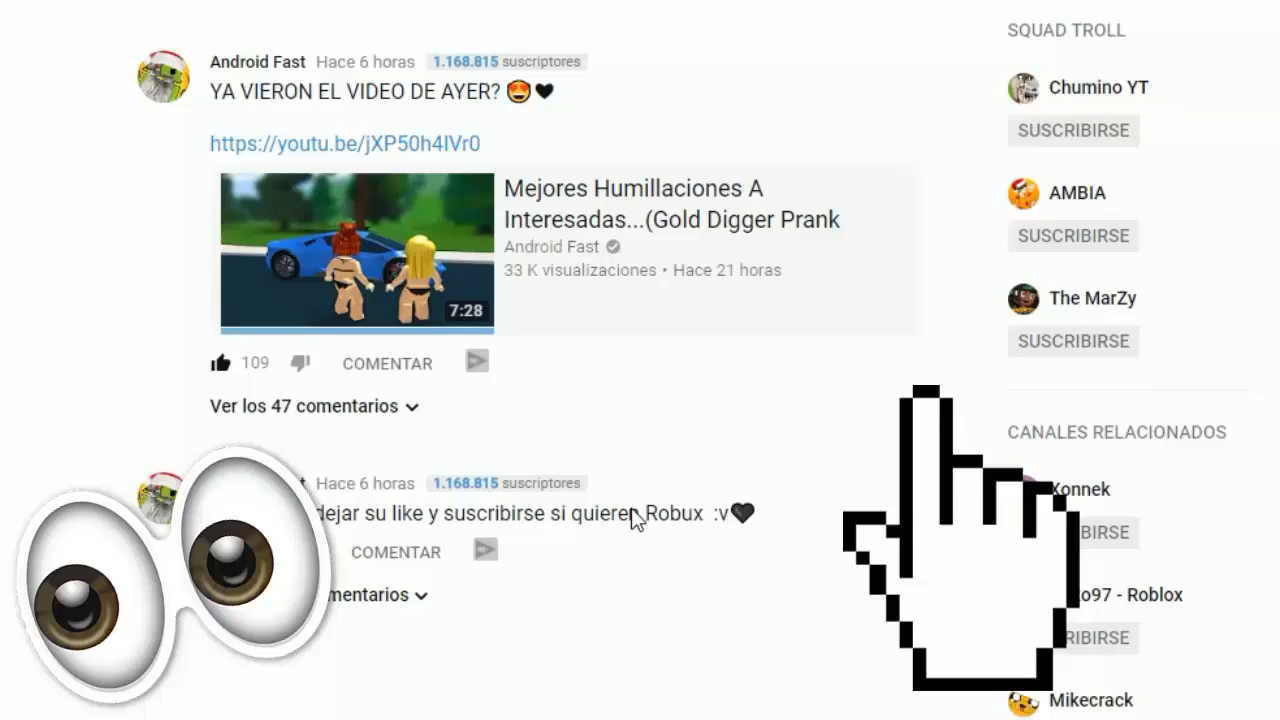 SQUAD TROLL
Android Fast Hace 6 horas 1.168.815 suscriptores
YA VIERON EL VIDEO DE AYER? 😍🖤
Chumino YT
SUSCRIBIRSE
https://youtu.be/jXP50h4lVr0
Mejores Humillaciones A
Interesadas...(Gold Digger Prank
Android Fast
33 K visualizaciones • Hace 21 horas
7:28
AMBIA
SUSCRIBIRSE
The MarZy
SUSCRIBIRSE
109 COMENTAR
Ver los 47 comentarios
CANALES RELACIONADOS
Hace 6 horas 1.168.815 suscriptores
dejar su like y suscribirse si quieren Robux :v🖤
COMENTAR
mentarios
Xonnek
BIRSE
o97 - Roblox
RIBIRSE
Mikecrack